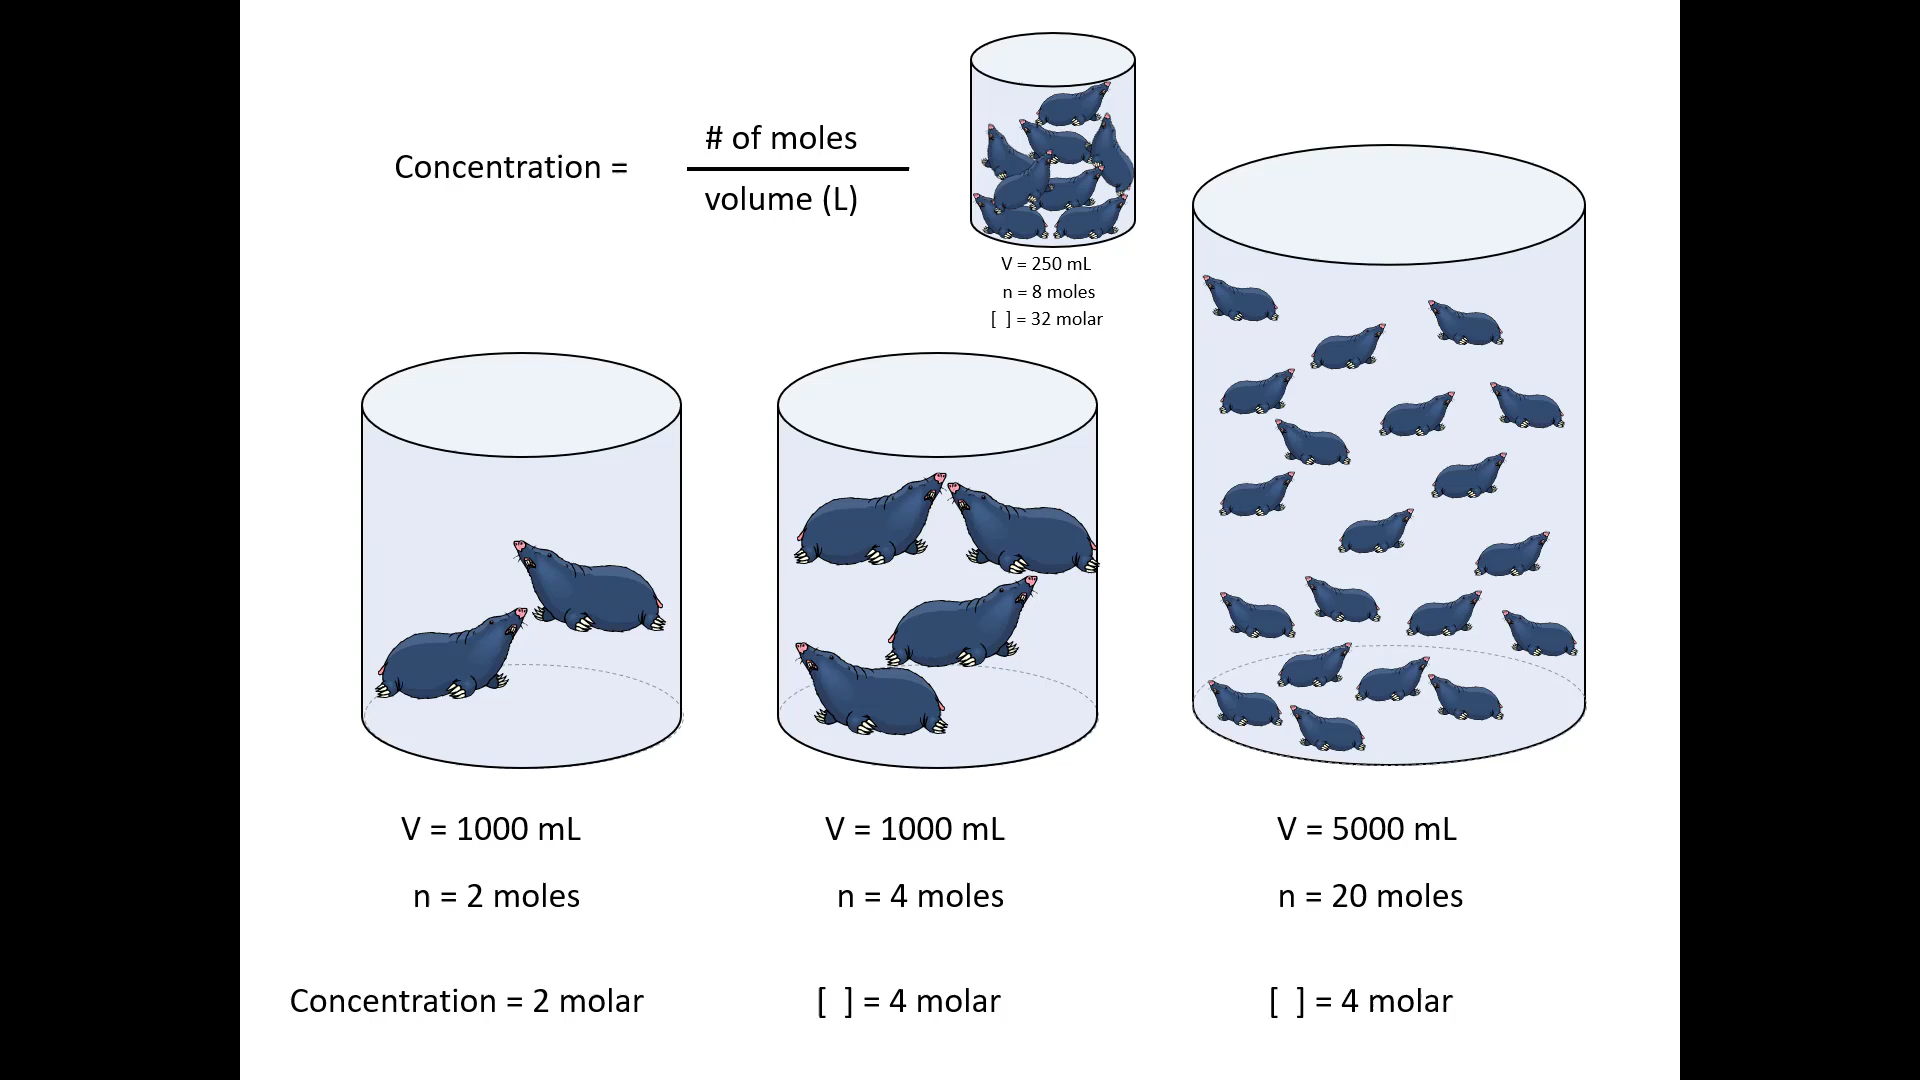 Concentration =
# of moles
volume (L)
V = 250 mL
n = 8 moles
[ ] = 32 molar
V = 1000 mL
n = 2 moles
Concentration = 2 molar
V = 1000 mL
n = 4 moles
[ ] = 4 molar
V = 5000 mL
n = 20 moles
[ ] = 4 molar